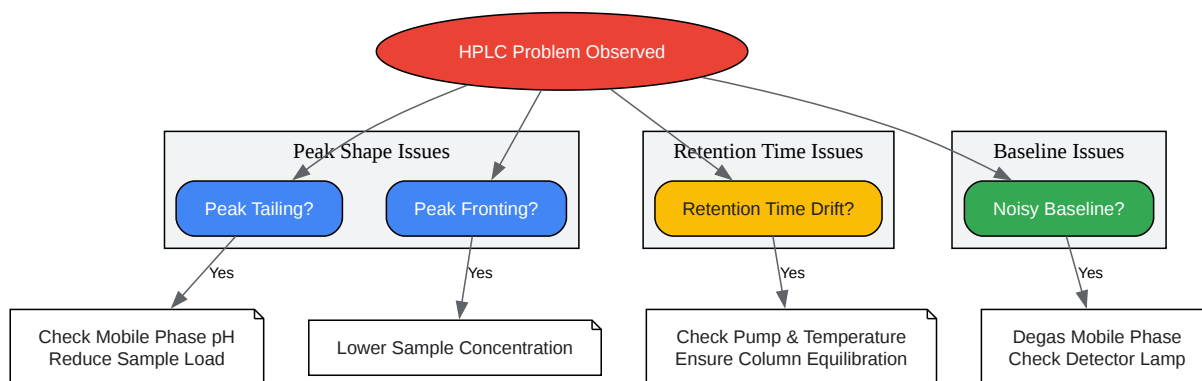 HPLC Problem Observed
Peak Shape Issues
Retention Time Issues
Baseline Issues
Peak Tailing?
Peak Fronting?
Retention Time Drift?
Noisy Baseline?
Yes
Yes
Yes
Yes
Check Mobile Phase pH
Reduce Sample Load
Lower Sample Concentration
Check Pump & Temperature
Ensure Column Equilibration
Degas Mobile Phase
Check Detector Lamp